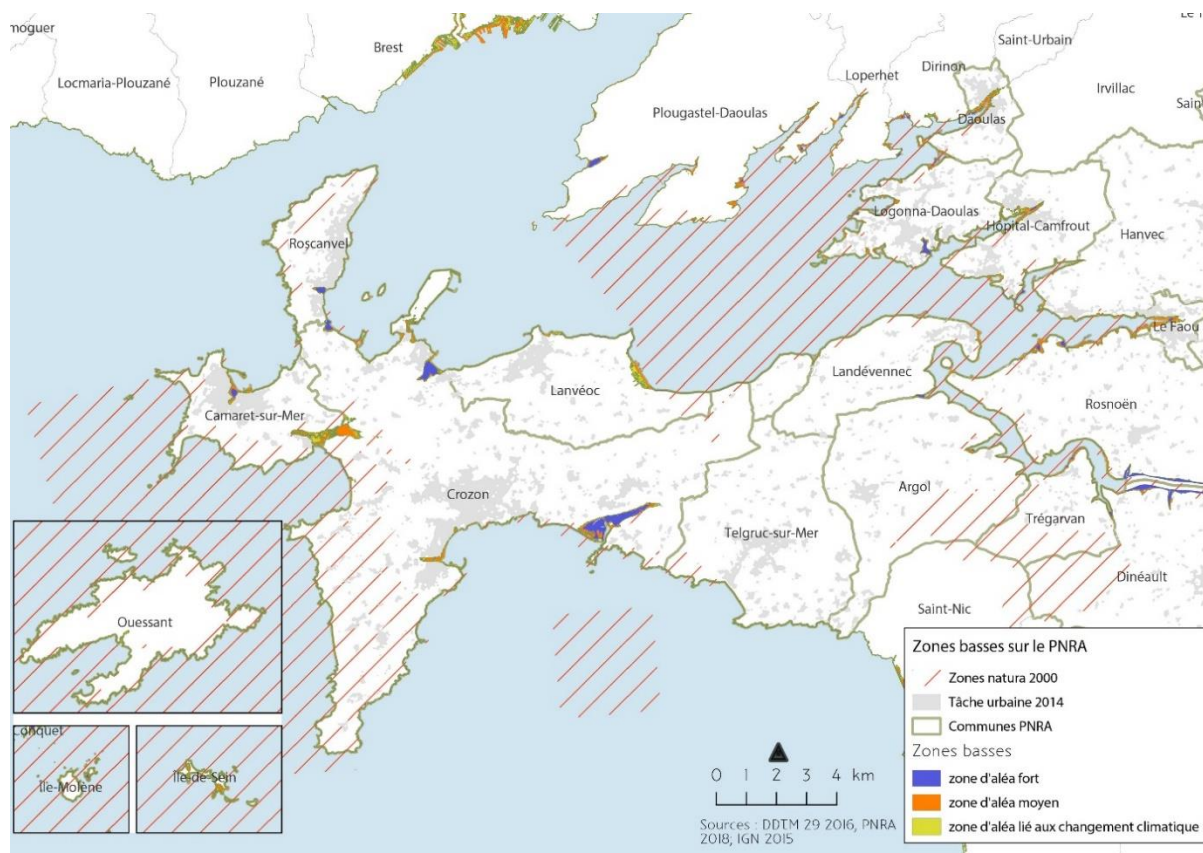 moguer
Locmaria-Plouzané
Plouzané
Brest
Plougastel-Daoulas
Loperhet
Dirinon
Saint-Urbain
Irvillac
Daoulas
Logonna-Daoulas
Hôpital-Camfrout
Hanvec
Le Faou
Roscanvel
Camaret-sur-Mer
Lanvéoc
Landévennec
Rosnoën
Crozon
Argol
Telgruc-sur-Mer
Trégarvan
Dinéault
Saint-Nic
Ouessant
Conquet
Île-Molène
Île-de-Sein
0 1 2 3 4 km
Sources : DDTM 29 2016, PNRA
2018; IGN 2015
Zones basses sur le PNRA
Zones natura 2000
Tâche urbaine 2014
Communes PNRA
Zones basses
zone d'aléa fort
zone d'aléa moyen
zone d'aléa lié aux changement climatique